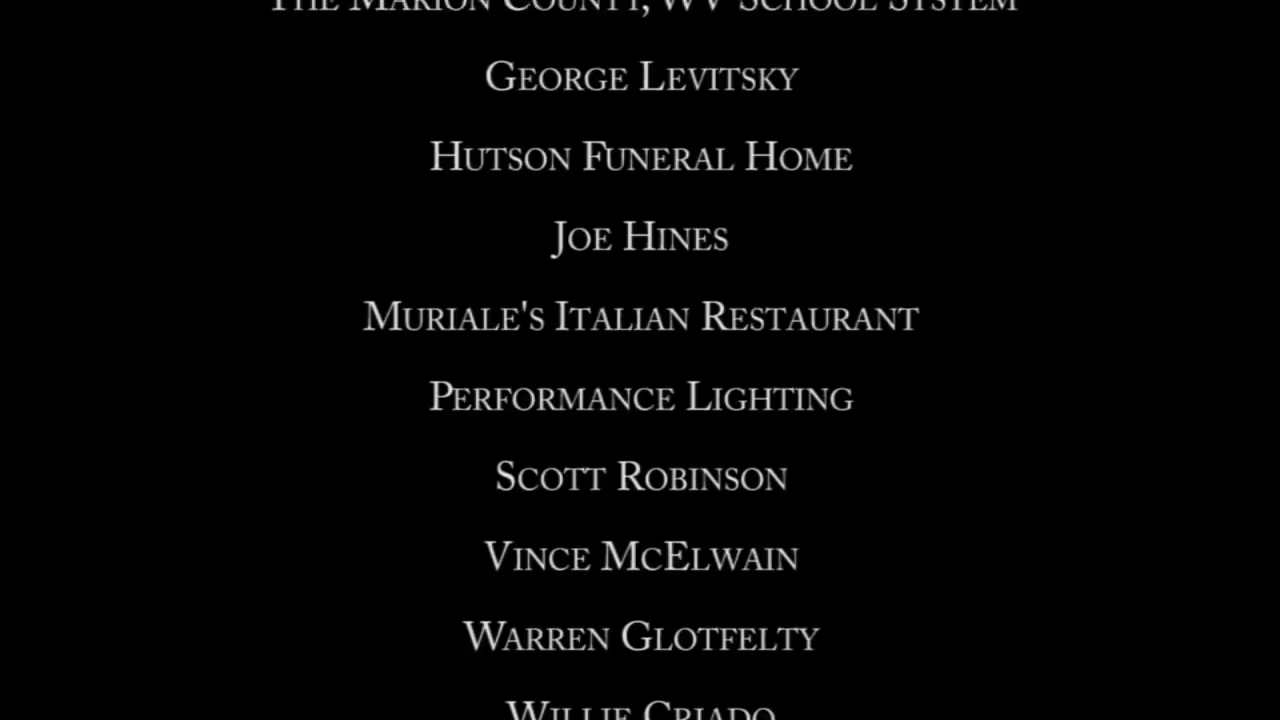 The Marion County, WV School System
George Levitsky
Hutson Funeral Home
Joe Hines
Muriale's Italian Restaurant
Performance Lighting
Scott Robinson
Vince McElwain
Warren Glotfelty
Willie Criado